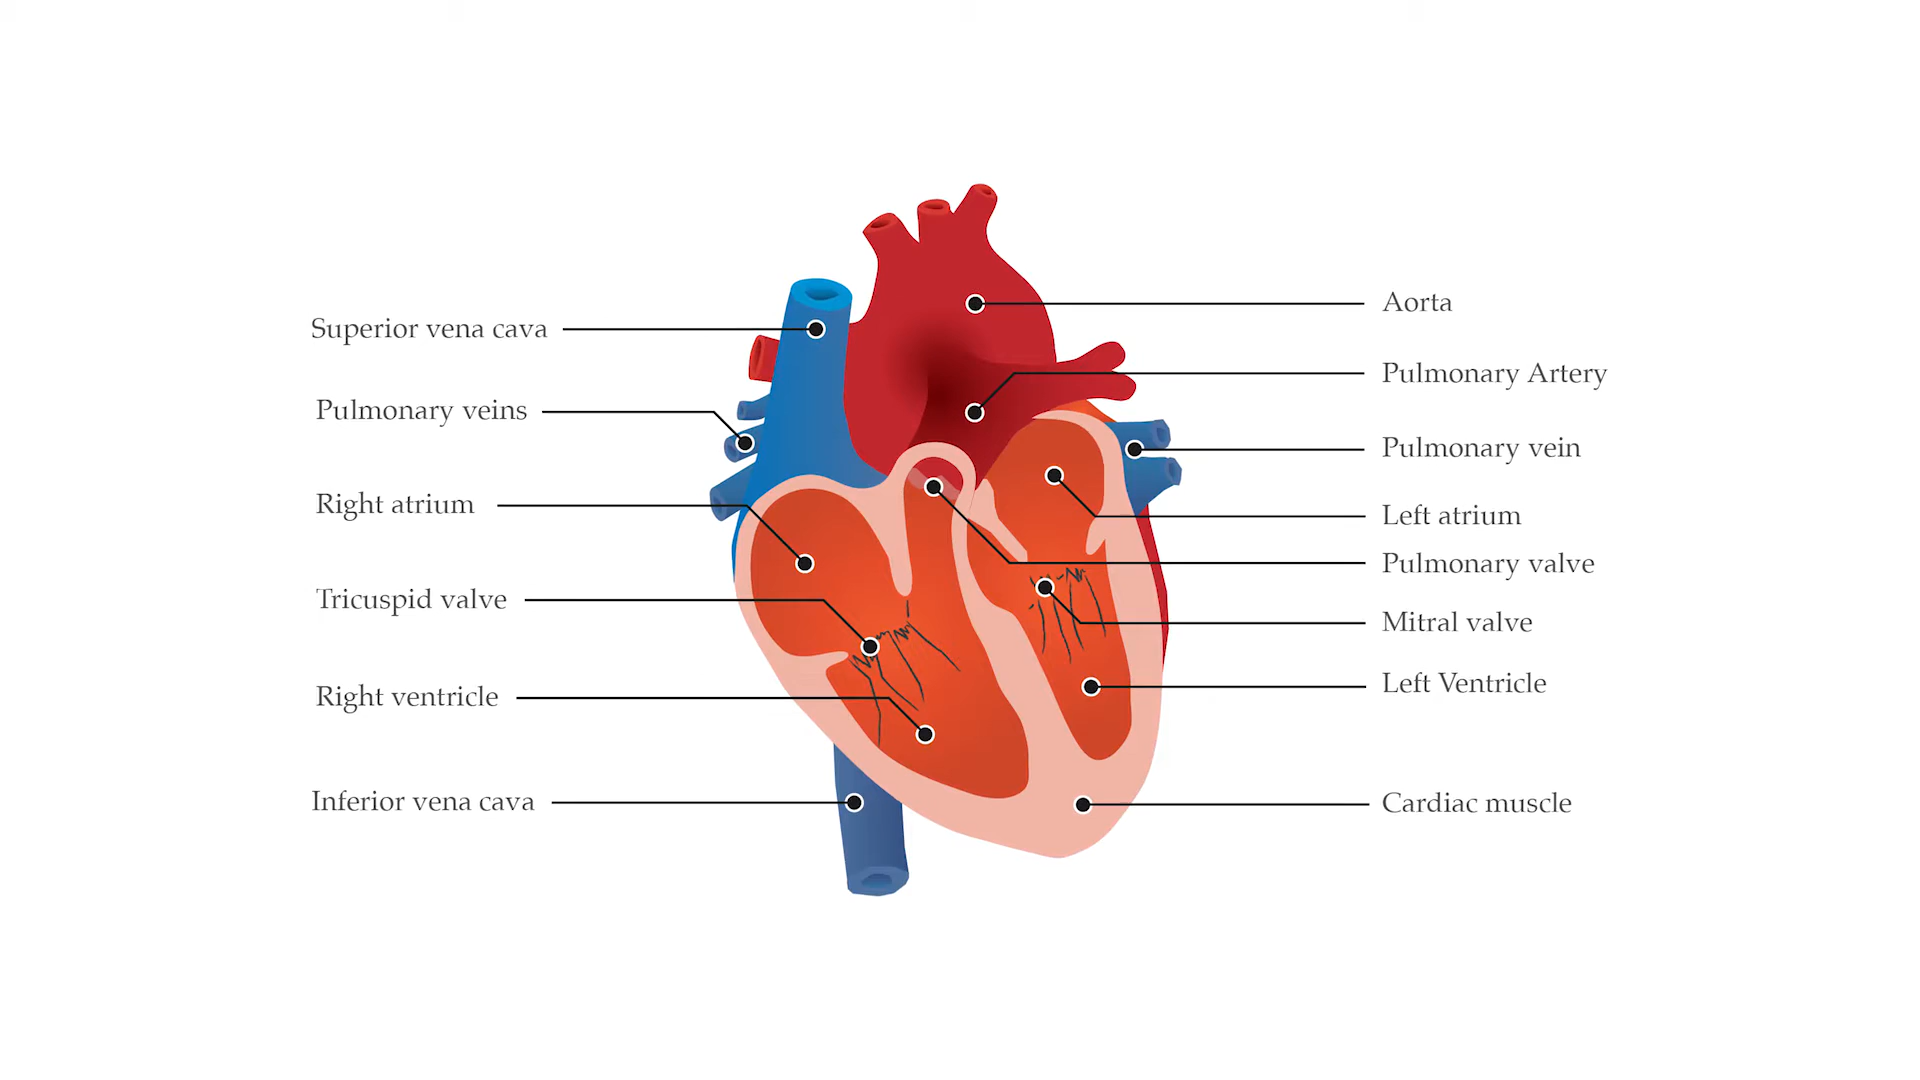 Superior vena cava
Pulmonary veins
Right atrium
Tricuspid valve
Right ventricle
Inferior vena cava
Aorta
Pulmonary Artery
Pulmonary vein
Left atrium
Pulmonary valve
Mitral valve
Left Ventricle
Cardiac muscle